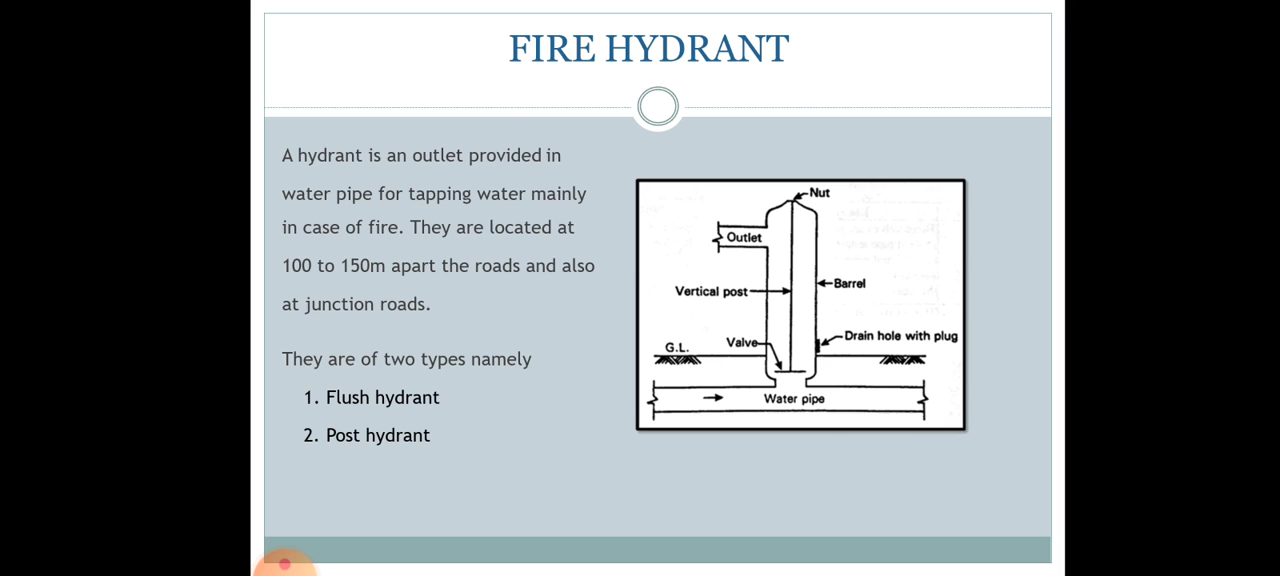 FIRE HYDRANT
A hydrant is an outlet provided in
water pipe for tapping water mainly
in case of fire. They are located at
100 to 150m apart the roads and also
at junction roads.
They are of two types namely
1. Flush hydrant
2. Post hydrant
Nut
Outlet
Barrel
Vertical post
Drain hole with plug
Valve
G.L.
Water pipe